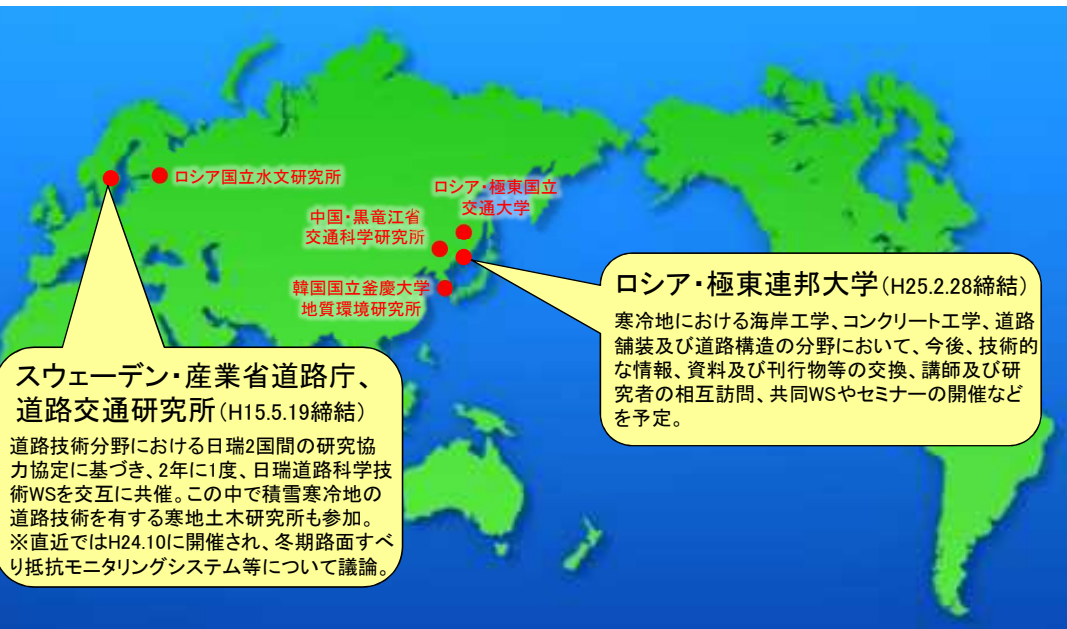 ロシア国立水文研究所
ロシア・極東国立
交通大学
中国・黒竜江省
交通科学研究所
韓国国立釜慶大学
地質環境研究所
ロシア・極東連邦大学(H25.2.28締結)
寒冷地における海岸工学、コンクリート工学、道路
舗装及び道路構造の分野において、今後、技術的
な情報、資料及び刊行物等の交換、講師及び研
究者の相互訪問、共同WSやセミナーの開催など
を予定。
スウェーデン・産業省道路庁、
道路交通研究所(H15.5.19締結)
道路技術分野における日瑞2国間の研究協
力協定に基づき、2年に1度、日瑞道路科学技
術WSを交互に共催。この中で積雪寒冷地の
道路技術を有する寒地土木研究所も参加。
※直近ではH24.10に開催され、冬期路面すべ
り抵抗モニタリングシステム等について議論。